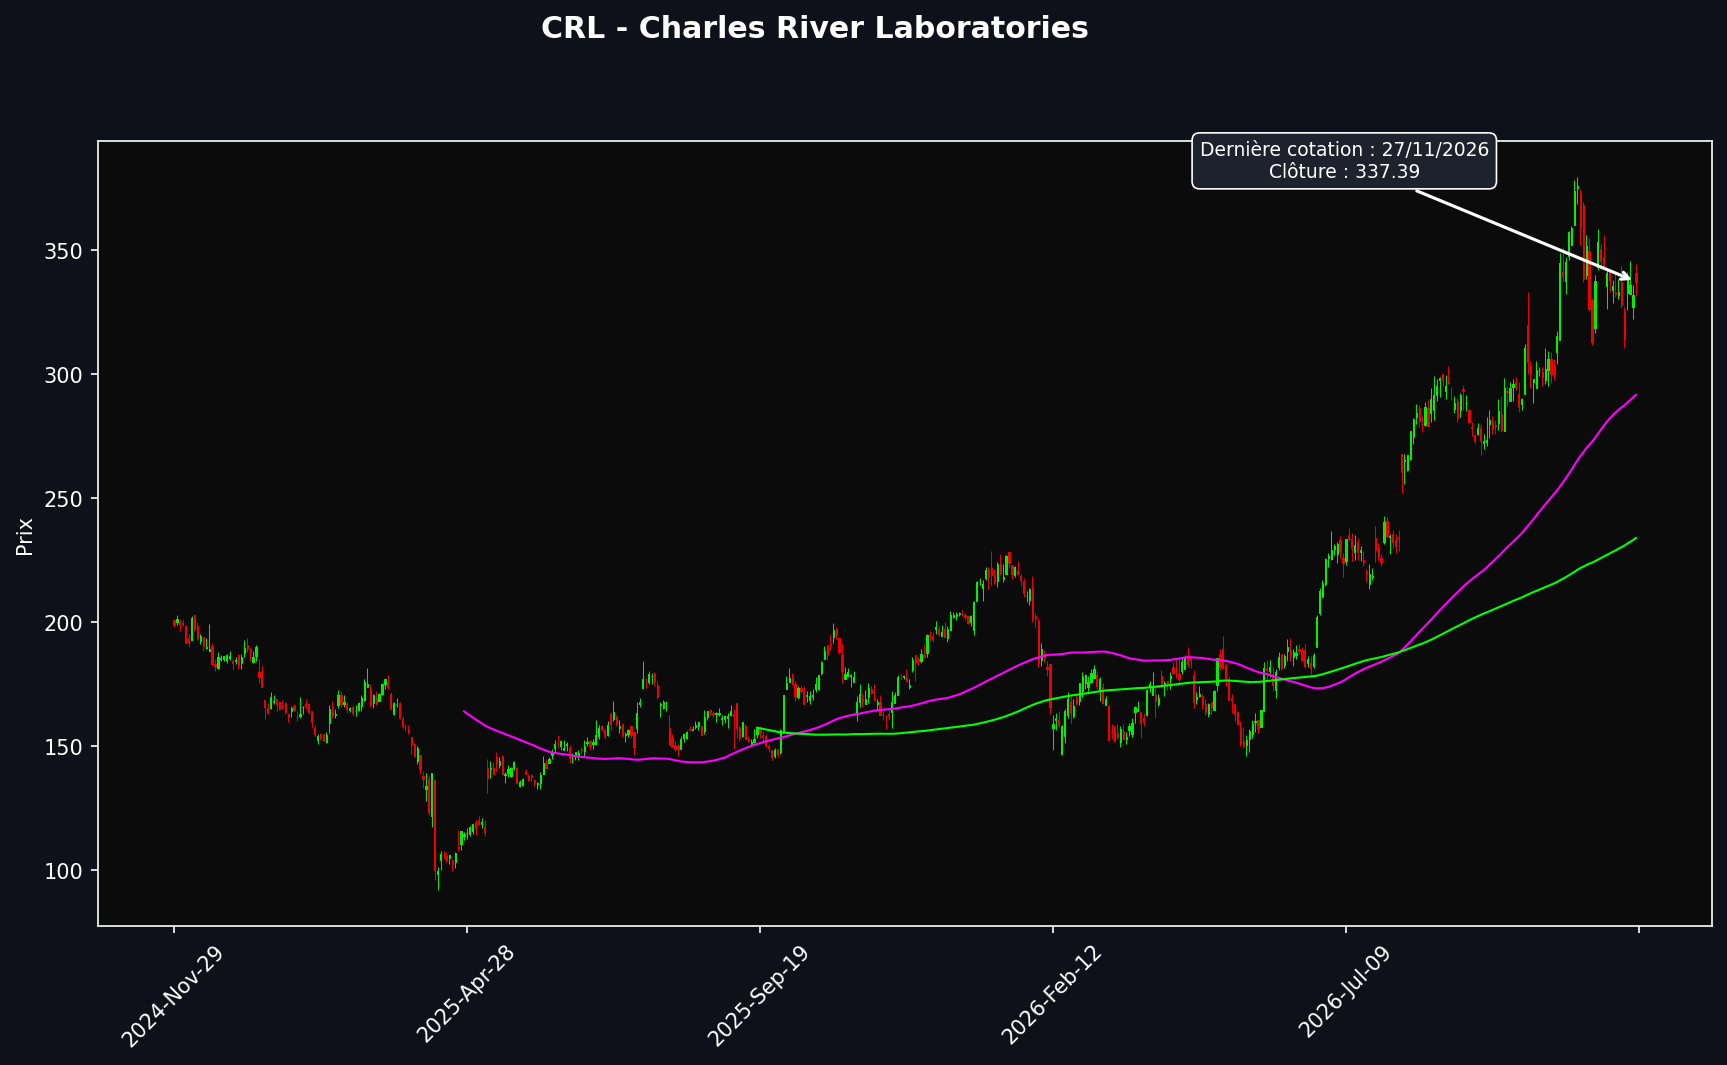 CRL - Charles River Laboratories
Dernière cotation : 27/11/2026
Clôture : 337.39
Prix
350
300
250
200
150
100
2024-Nov-29
2025-Apr-28
2025-Sep-19
2026-Feb-12
2026-Jul-09